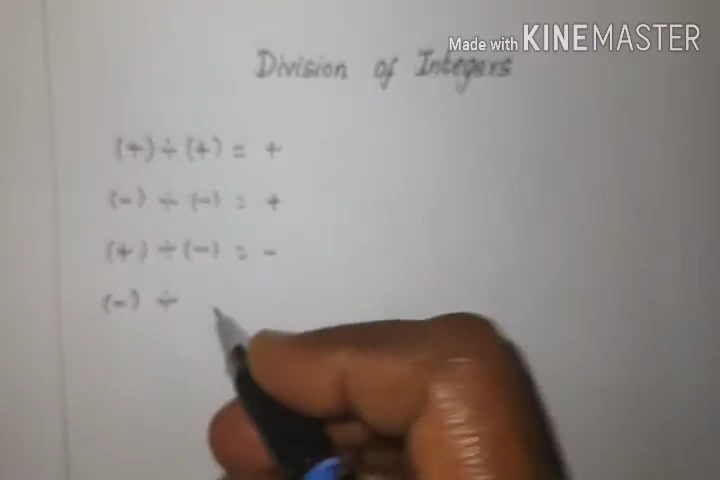 Made with KINEMASTER
Division of Integers
(+) ÷ (+) = +
(-) ÷ (-) = +
(+) ÷ (-) = -
(-) ÷